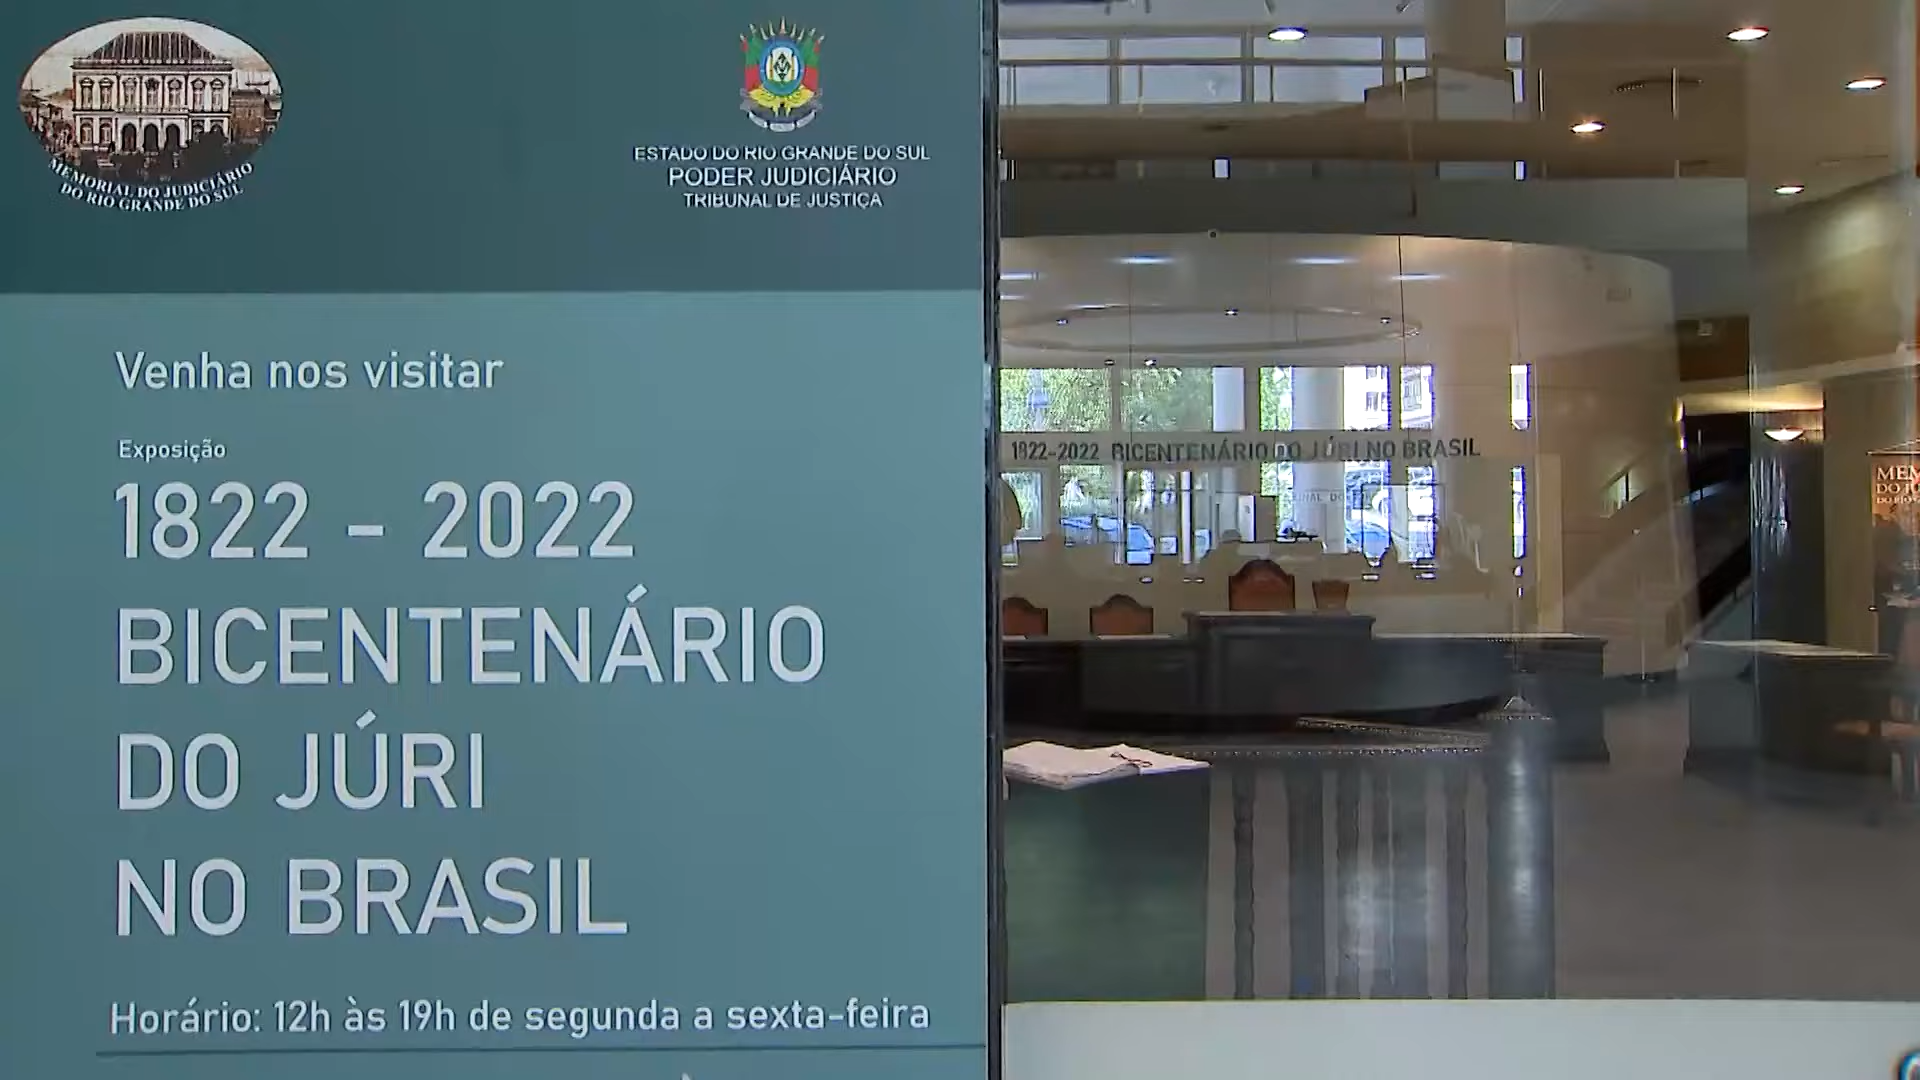 MEMORIAL DO JUDICIÁRIO
DO RIO GRANDE DO SUL
ESTADO DO RIO GRANDE DO SUL
PODER JUDICIÁRIO
TRIBUNAL DE JUSTIÇA
Venha nos visitar
Exposição
1822 - 2022
BICENTENÁRIO
DO JÚRI
NO BRASIL
Horário: 12h às 19h de segunda a sexta-feira
1822-2022 BICENTENÁRIO DO JÚRI NO BRASIL